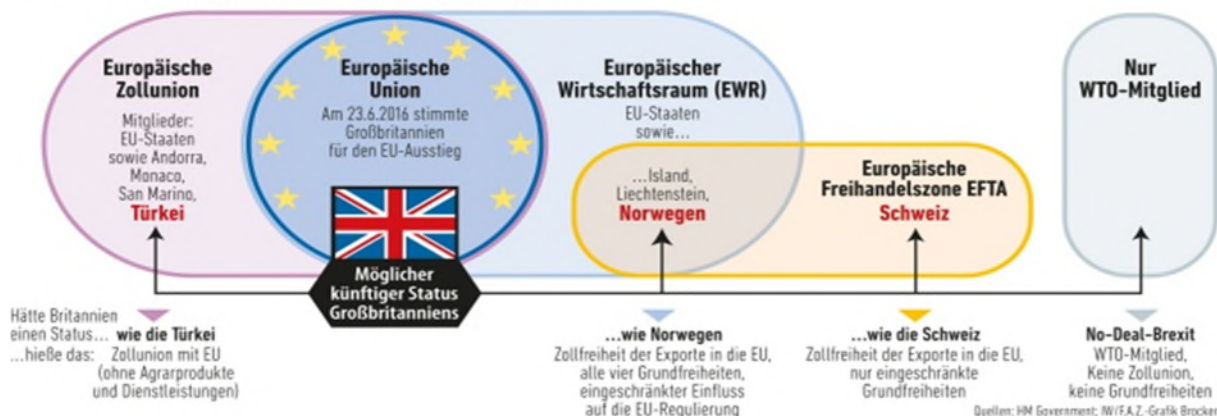 Europäische
Zollunion
Mitglieder:
EU-Staaten
sowie Andorra,
Monaco,
San Marino,
Türkei
Europäische
Union
Am 23.6.2016 stimmte
Großbritannien
für den EU-Ausstieg
Europäischer
Wirtschaftsraum (EWR)
EU-Staaten
sowie...
...Island,
Liechtenstein,
Norwegen
Europäische
Freihandelszone EFTA
Schweiz
Nur
WTO-Mitglied
Möglicher
künftiger Status
Großbritanniens
Hätte Britannien
einen Status...
...hieße das:
wie die Türkei
Zollunion mit EU
(ohne Agrarprodukte
und Dienstleistungen)
...wie Norwegen
Zollfreiheit der Exporte in die EU,
alle vier Grundfreiheiten,
eingeschränkter Einfluss
auf die EU-Regulierung
...wie die Schweiz
Zollfreiheit der Exporte in die EU,
nur eingeschränkte
Grundfreiheiten
No-Deal-Brexit
WTO-Mitglied,
Keine Zollunion,
keine Grundfreiheiten
Quellen: HM Government; IW/F.A.Z.-Grafik Brocker